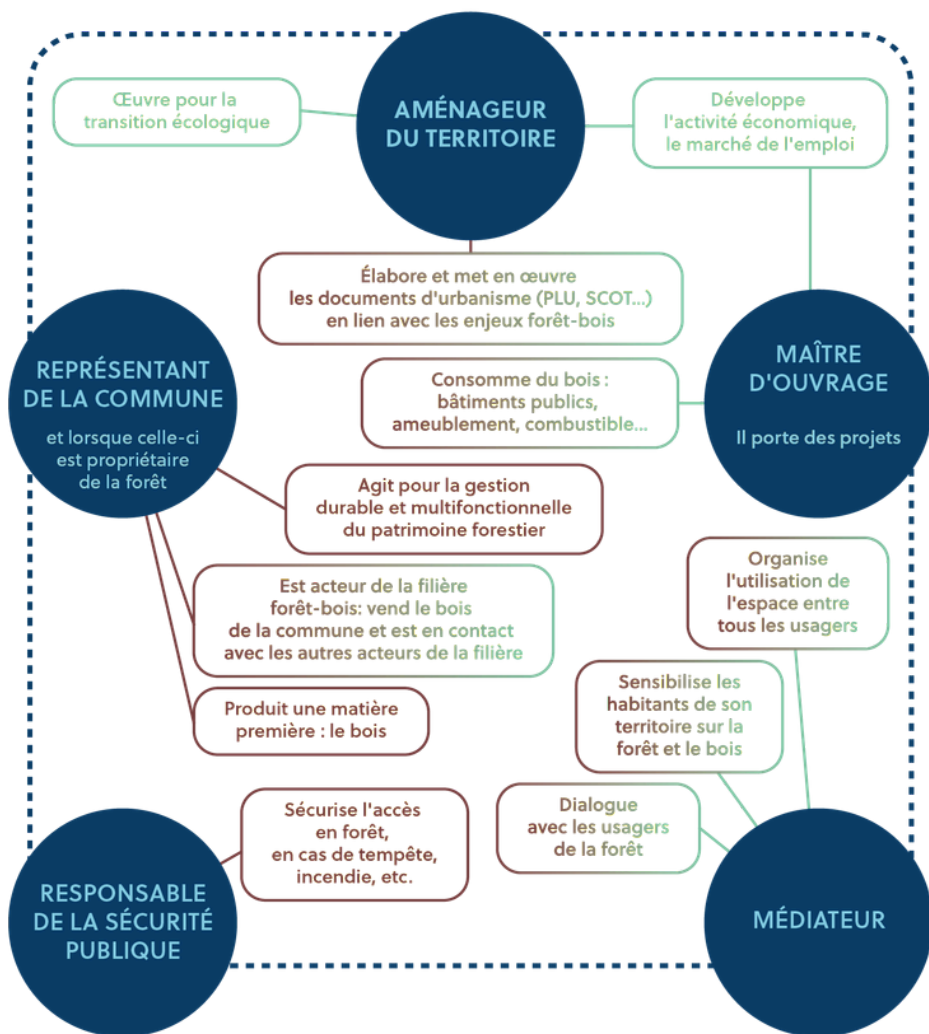 AMÉNAGEUR
DU TERRITOIRE
Œuvre pour la
transition écologique
Développe
l'activité économique,
le marché de l'emploi
Élabore et met en œuvre
les documents d'urbanisme (PLU, SCOT...)
en lien avec les enjeux forêt-bois
REPRÉSENTANT
DE LA COMMUNE
et lorsque celle-ci
est propriétaire
de la forêt
Consomme du bois :
bâtiments publics,
ameublement, combustible...
MAÎTRE
D'OUVRAGE
Il porte des projets
Agit pour la gestion
durable et multifonctionnelle
du patrimoine forestier
Est acteur de la filière
forêt-bois: vend le bois
de la commune et est en contact
avec les autres acteurs de la filière
Produit une matière
première : le bois
Organise
l'utilisation de
l'espace entre
tous les usagers
Sensibilise les
habitants de son
territoire sur la
forêt et le bois
Dialogue
avec les usagers
de la forêt
Sécurise l'accès
en forêt,
en cas de tempête,
incendie, etc.
RESPONSABLE
DE LA SÉCURITÉ
PUBLIQUE
MÉDIATEUR